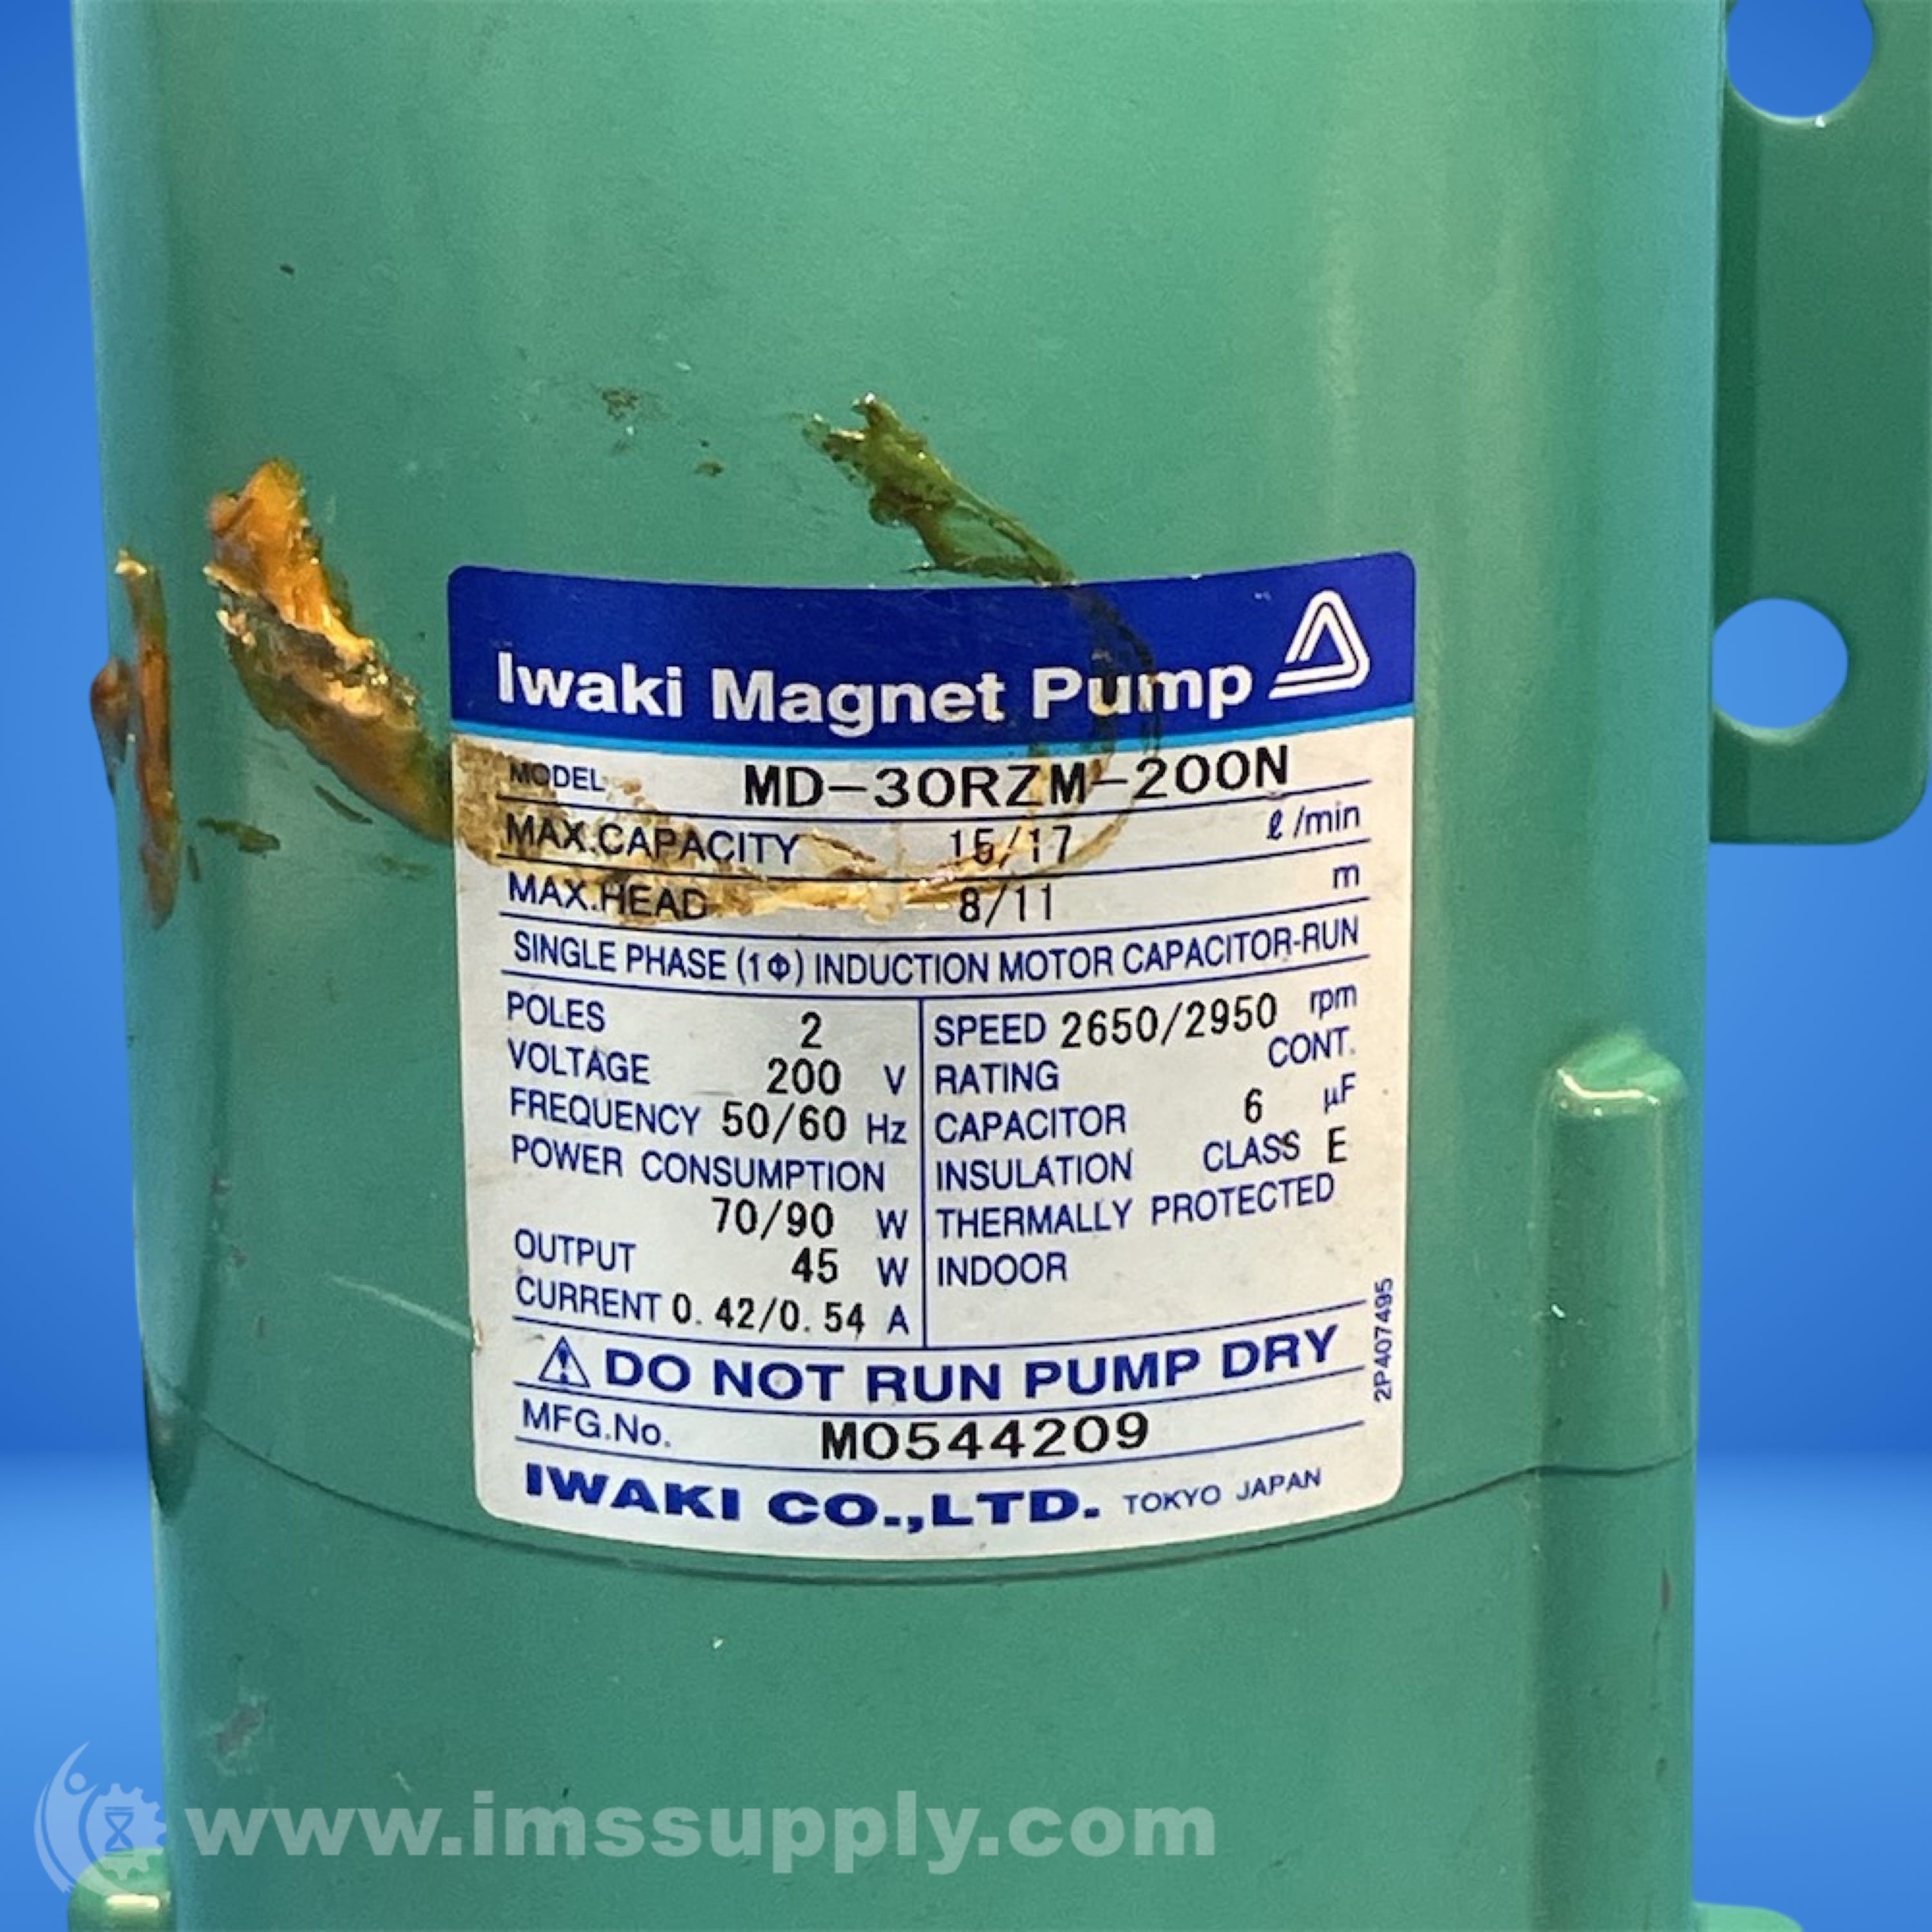 Iwaki Magnet Pump
MODEL MD-30RZM-200N
MAX.CAPACITY 15/17 ℓ/min
MAX.HEAD 8/11 m
SINGLE PHASE (1Φ) INDUCTION MOTOR CAPACITOR-RUN
POLES 2
VOLTAGE 200 V
FREQUENCY 50/60 Hz
POWER CONSUMPTION
70/90 W
OUTPUT 45 W
CURRENT 0.42/0.54 A
SPEED 2650/2950 rpm
RATING CONT.
CAPACITOR 6 μF
INSULATION CLASS E
THERMALLY PROTECTED
INDOOR
2P407495
DO NOT RUN PUMP DRY
MFG.No. M0544209
IWAKI CO.,LTD. TOKYO JAPAN
www.imssupply.com